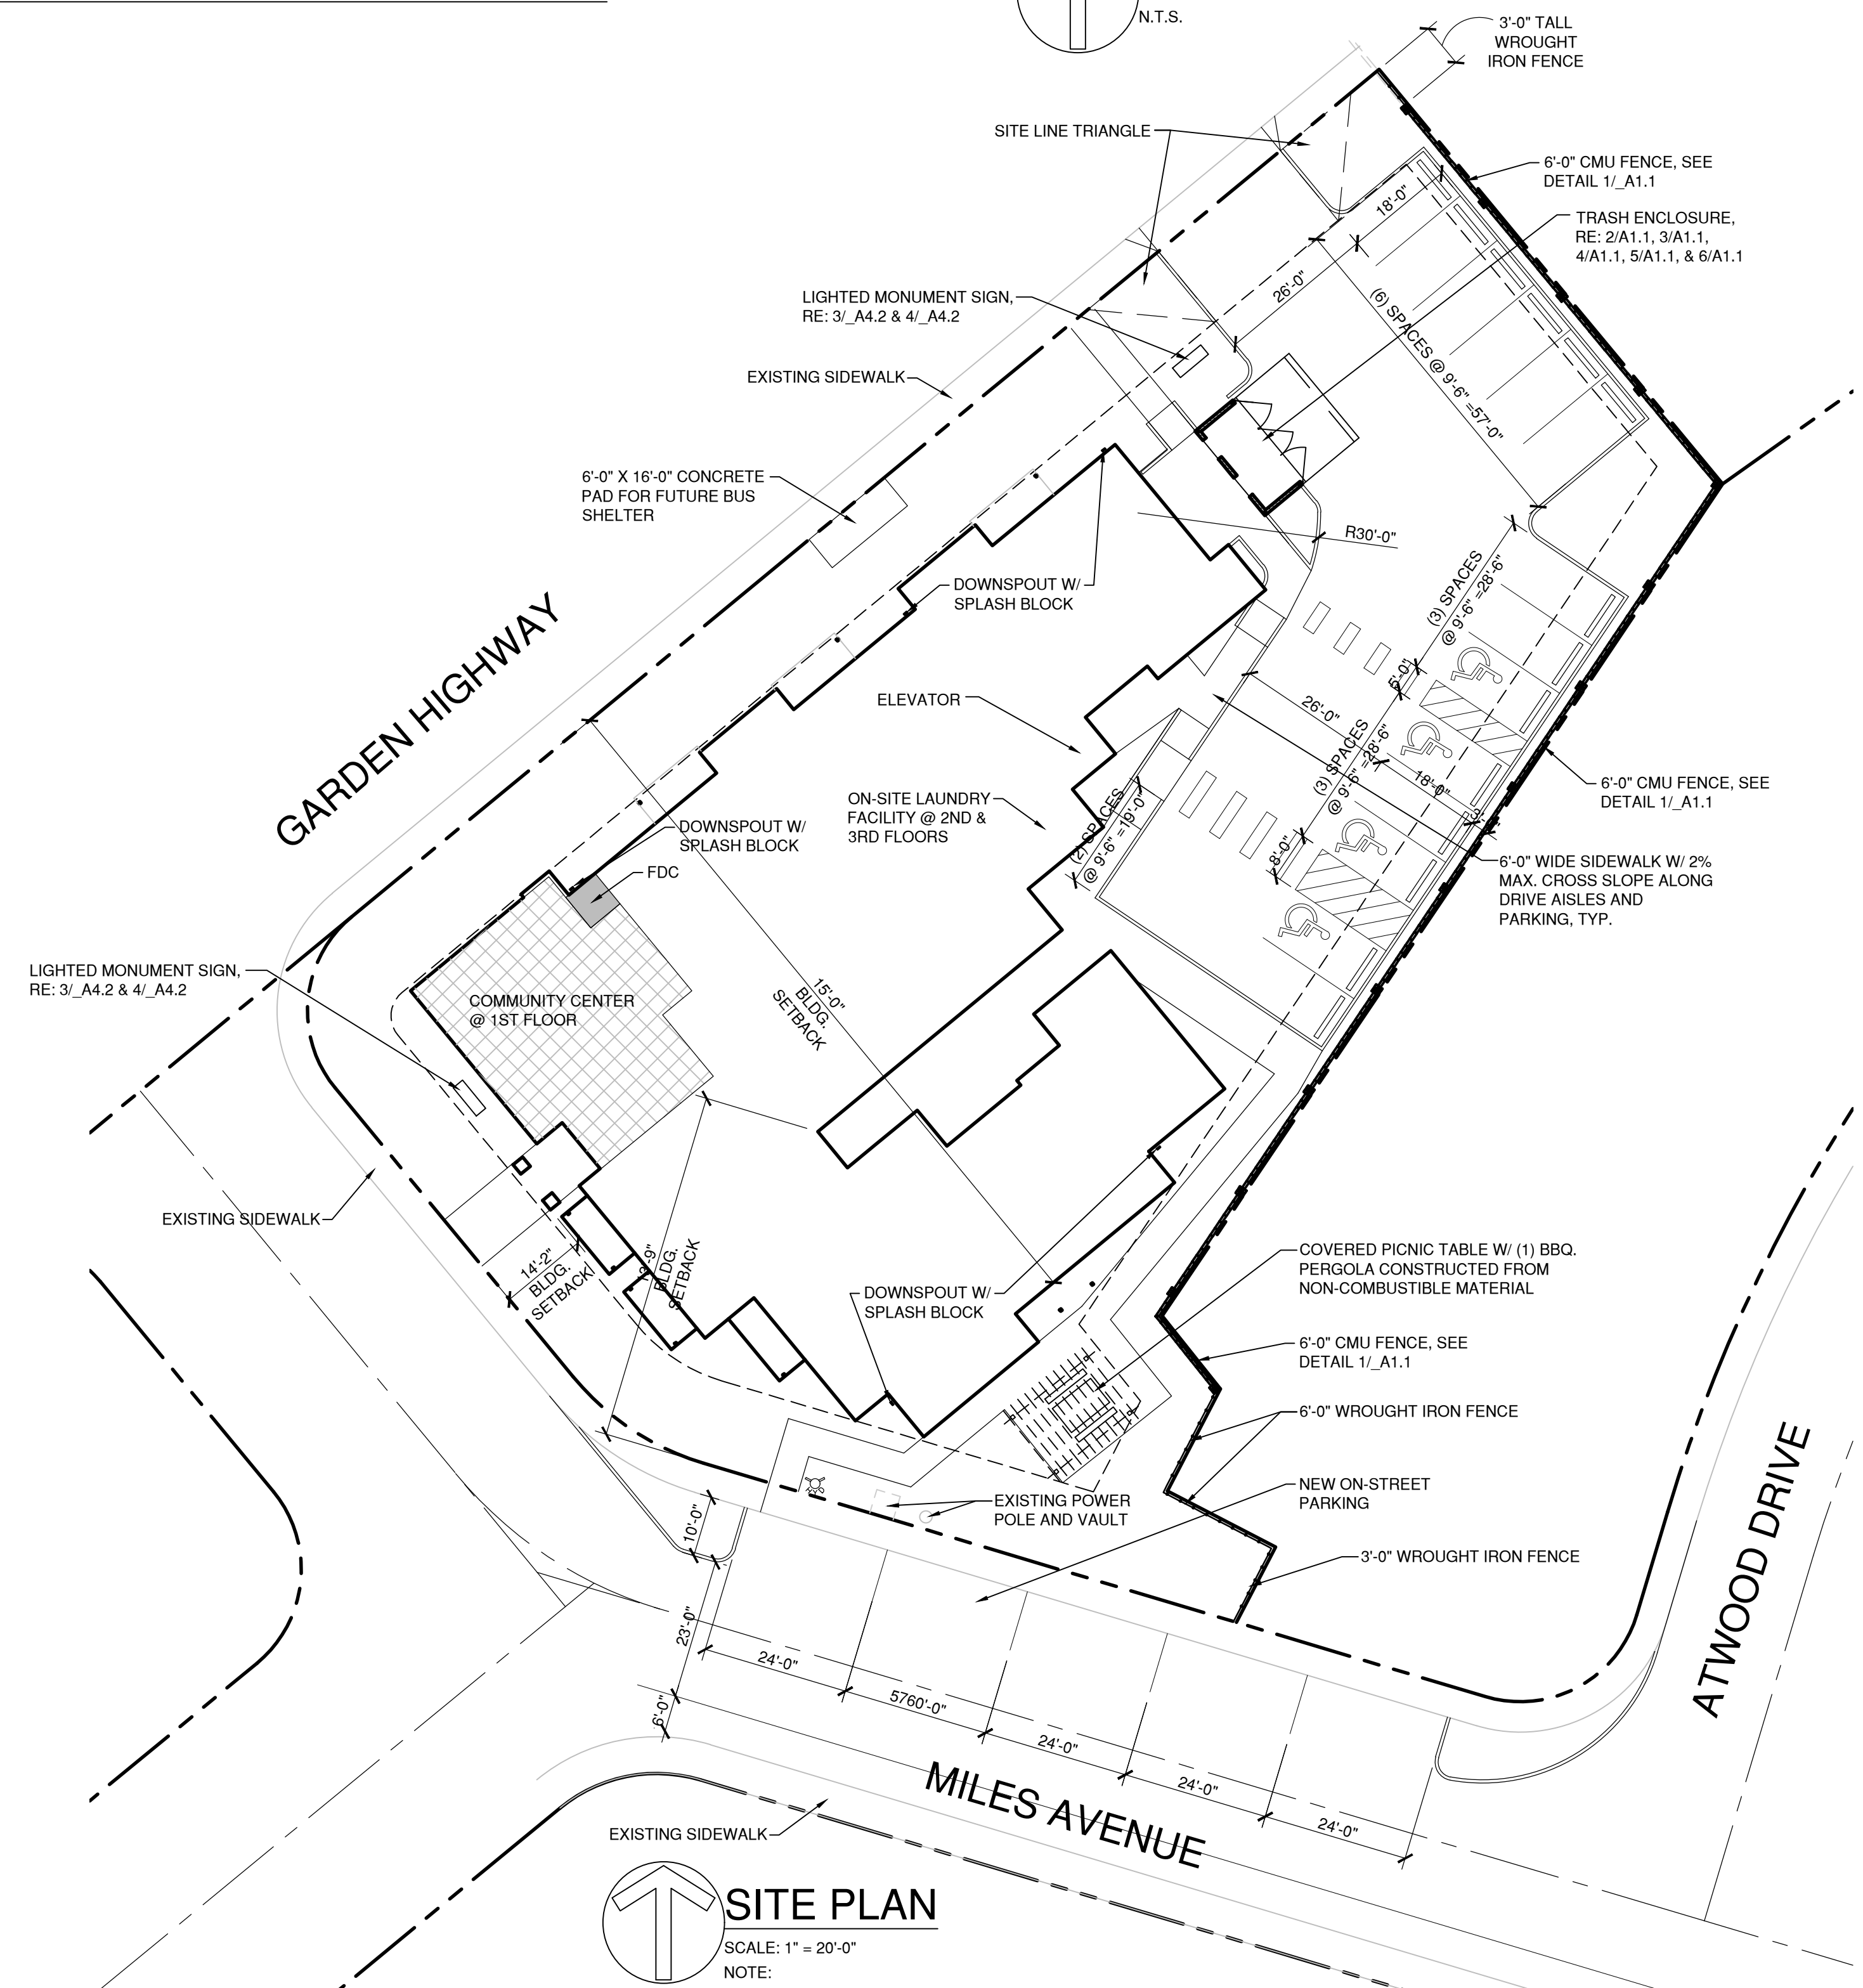 N.T.S.
3'-0" TALL
WROUGHT
IRON FENCE
SITE LINE TRIANGLE
6'-0" CMU FENCE, SEE
DETAIL 1/_A1.1
18'-0"
TRASH ENCLOSURE,
RE: 2/A1.1, 3/A1.1,
4/A1.1, 5/A1.1, & 6/A1.1
26'-0"
LIGHTED MONUMENT SIGN,
RE: 3/_A4.2 & 4/_A4.2
(6) SPACES @ 9'-6" =57'-0"
EXISTING SIDEWALK
6'-0" X 16'-0" CONCRETE
PAD FOR FUTURE BUS
SHELTER
R30'-0"
DOWNSPOUT W/
SPLASH BLOCK
(3) SPACES
@ 9'-6" =28'-6"
GARDEN HIGHWAY
5'-0"
ELEVATOR
26'-0"
(3) SPACES
@ 9'-6" =28'-6"
18'-0"
6'-0" CMU FENCE, SEE
DETAIL 1/_A1.1
ON-SITE LAUNDRY
FACILITY @ 2ND &
3RD FLOORS
(2) SPACES
@ 9'-6" =19'-0"
DOWNSPOUT W/
SPLASH BLOCK
8'-0"
FDC
6'-0" WIDE SIDEWALK W/ 2%
MAX. CROSS SLOPE ALONG
DRIVE AISLES AND
PARKING, TYP.
LIGHTED MONUMENT SIGN,
RE: 3/_A4.2 & 4/_A4.2
COMMUNITY CENTER
@ 1ST FLOOR
15'-0"
BLDG.
SETBACK
EXISTING SIDEWALK
14'-2"
BLDG.
SETBACK
BLDG.
SETBACK
COVERED PICNIC TABLE W/ (1) BBQ.
PERGOLA CONSTRUCTED FROM
NON-COMBUSTIBLE MATERIAL
DOWNSPOUT W/
SPLASH BLOCK
6'-0" CMU FENCE, SEE
DETAIL 1/_A1.1
6'-0" WROUGHT IRON FENCE
NEW ON-STREET
PARKING
EXISTING POWER
POLE AND VAULT
10'-0"
3'-0" WROUGHT IRON FENCE
ATWOOD DRIVE
23'-0"
24'-0"
5760'-0"
6'-0"
24'-0"
24'-0"
24'-0"
MILES AVENUE
EXISTING SIDEWALK
SITE PLAN
SCALE: 1" = 20'-0"
NOTE: